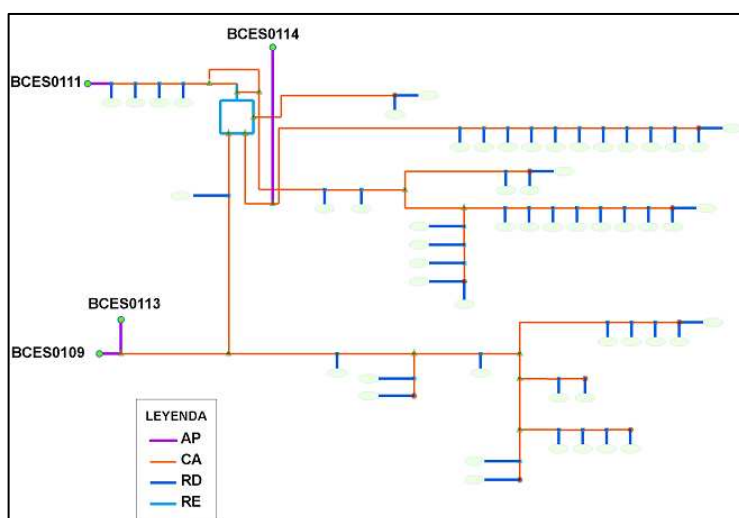 BCES0114
BCES0111
BCES0113
BCES0109
LEYENDA
AP
CA
RD
RE